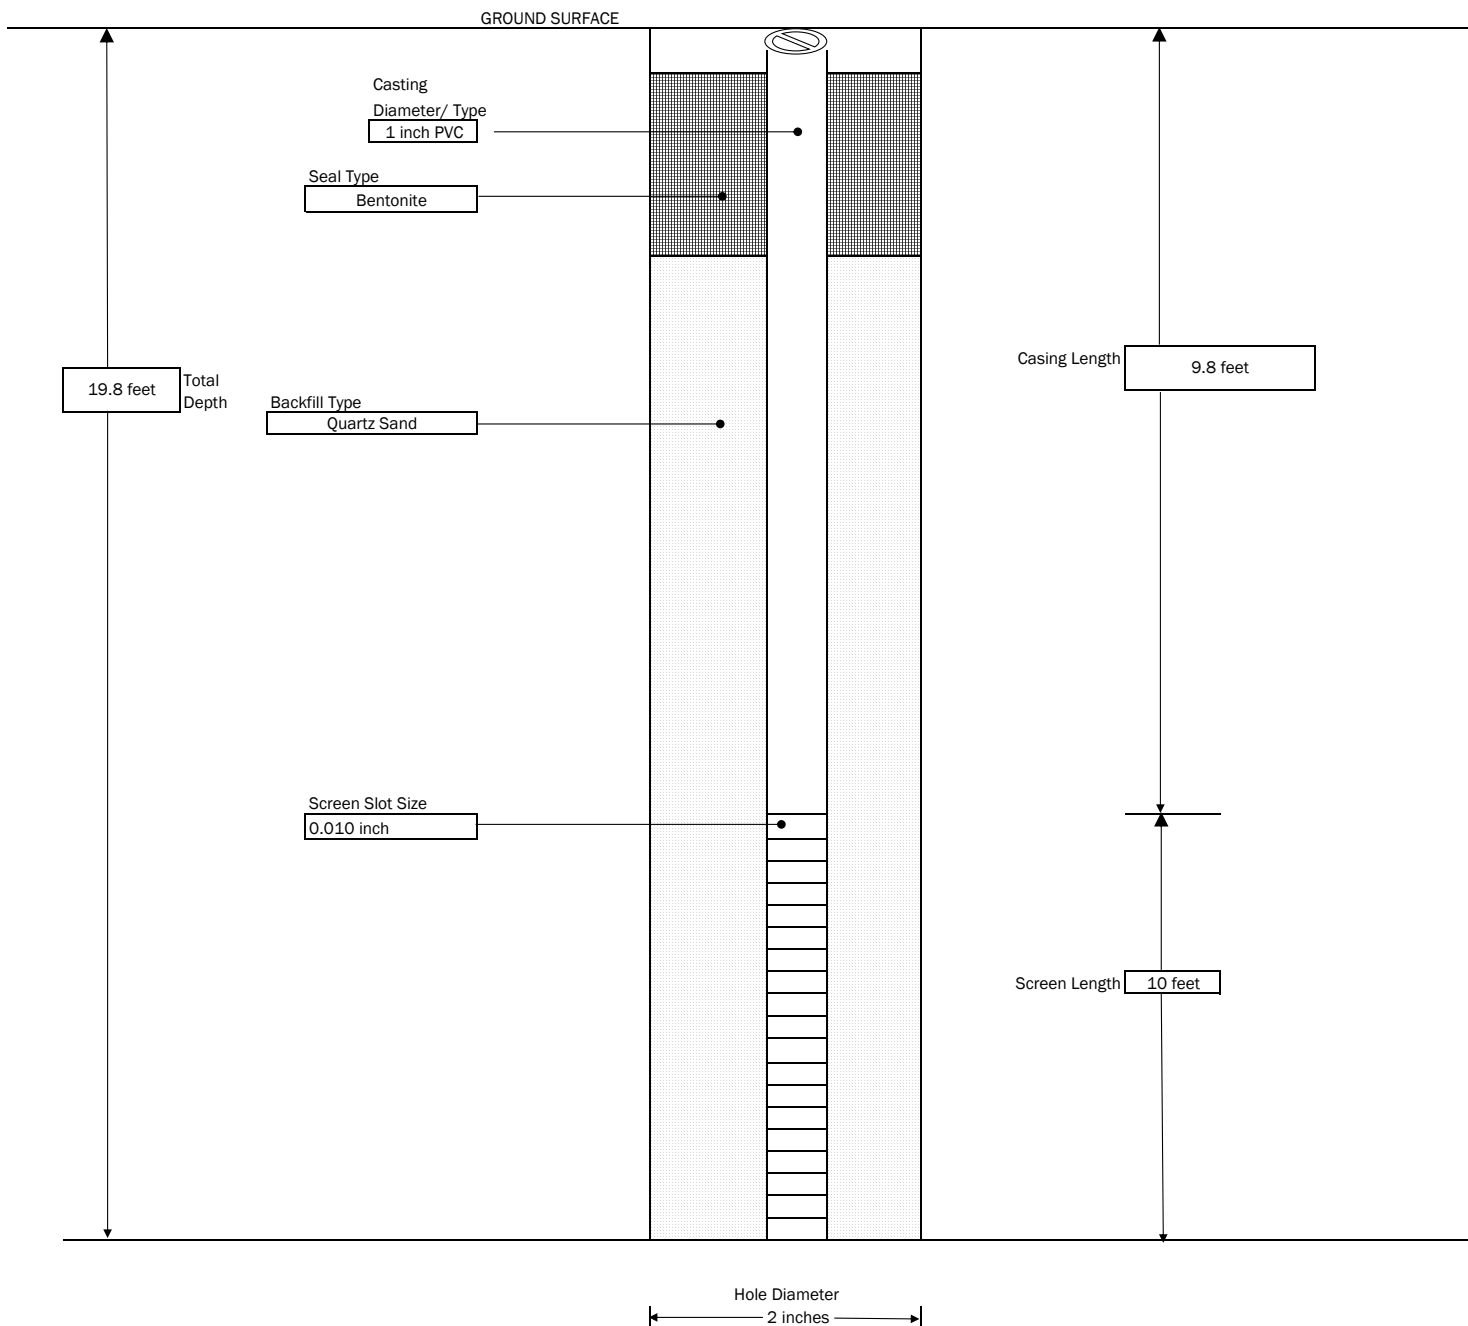 GROUND SURFACE
Casting
Diameter/ Type
1 inch PVC
Seal Type
Bentonite
Casing Length
9.8 feet
19.8 feet
Total
Depth
Backfill Type
Quartz Sand
Screen Slot Size
0.010 inch
Screen Length
10 feet
Hole Diameter
2 inches